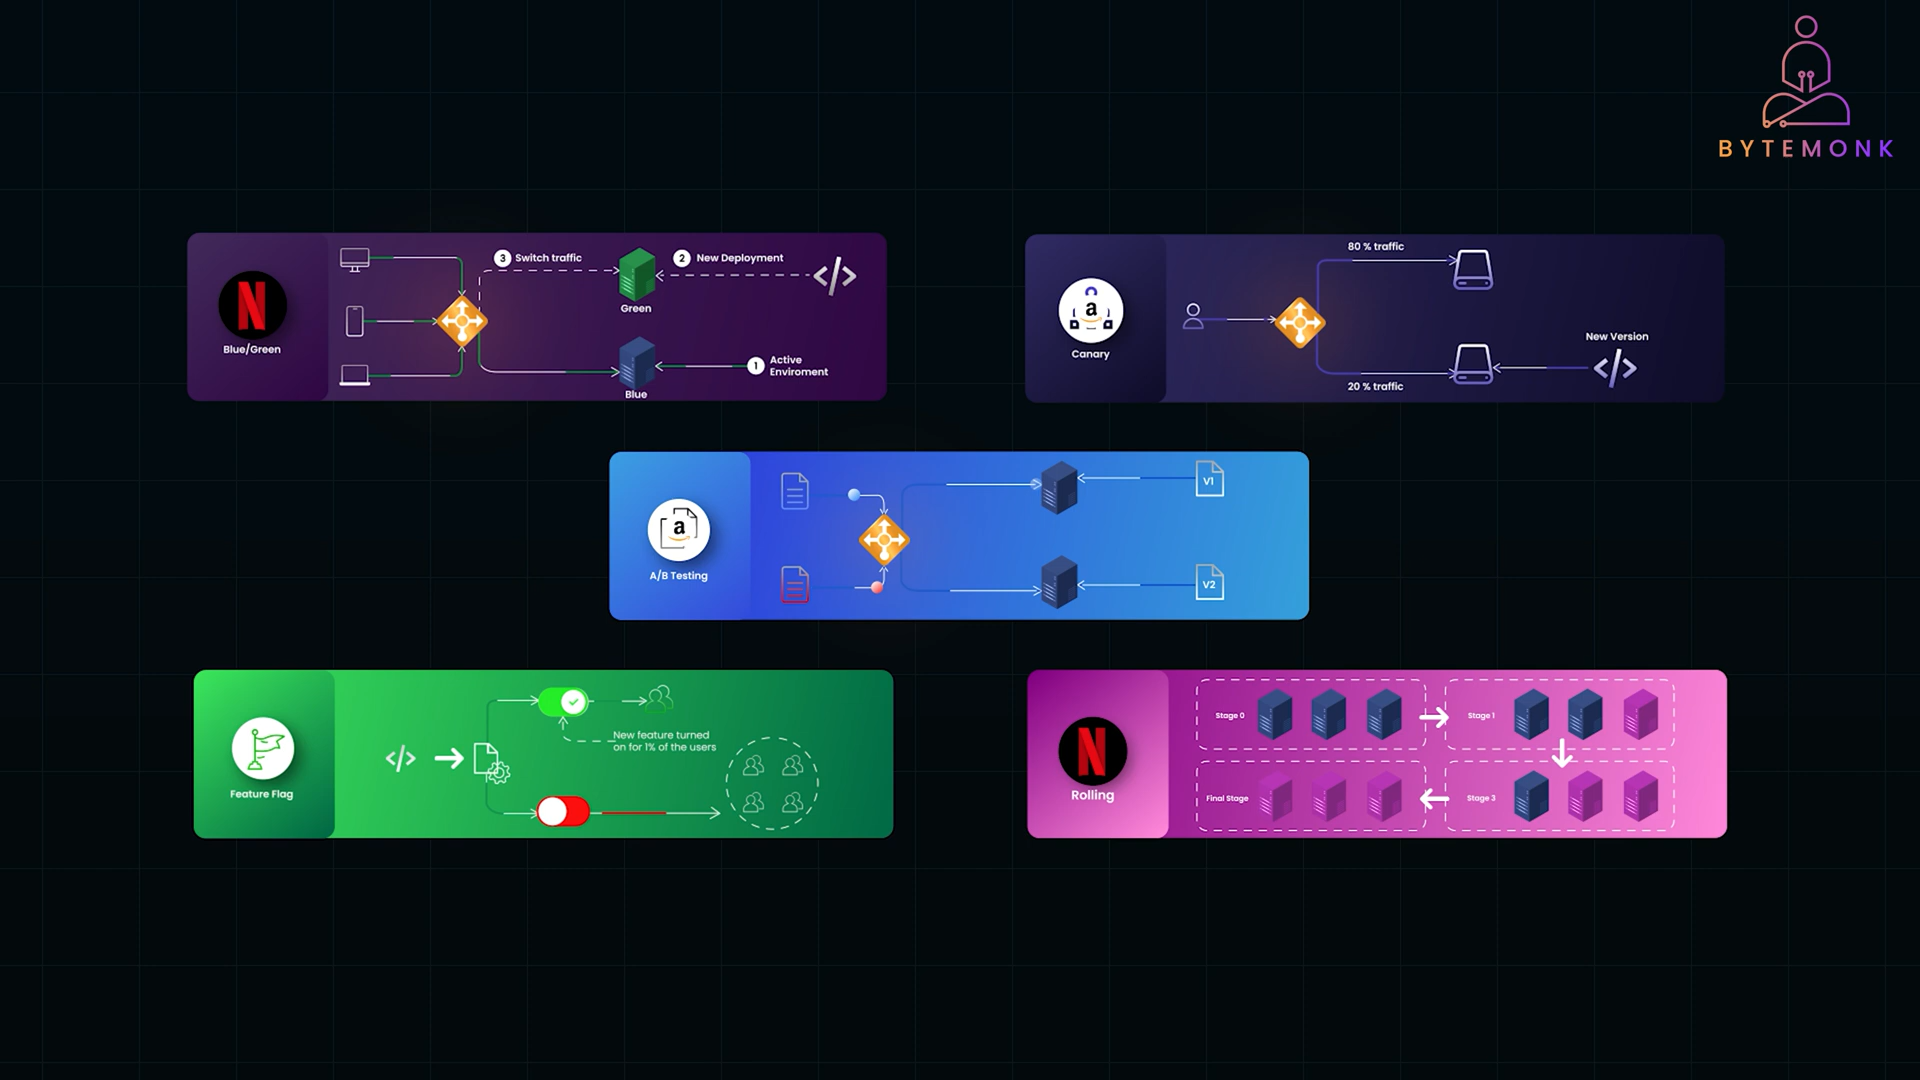 BYTEMONK
3 Switch traffic
2 New Deployment
Green
Blue/Green
1 Active
Enviroment
Blue
80 % traffic
a
Canary
New Version
20 % traffic
V1
a
A/B Testing
V2
New feature turned
on for 1% of the users
Feature Flag
N
Rolling
Stage 0
Stage 1
Final Stage
Stage 3